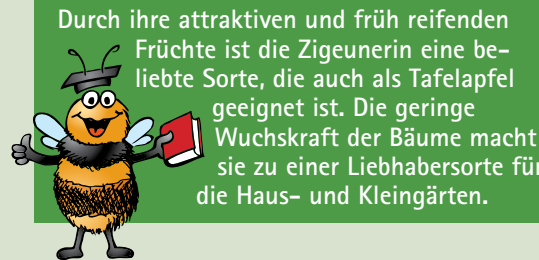 Durch ihre attraktiven und früh reifenden
Früchte ist die Zigeunerin eine be-
liebte Sorte, die auch als Tafelapfel
geeignet ist. Die geringe
Wuchskraft der Bäume macht
sie zu einer Liebhabersorte für
die Haus- und Kleingärten.